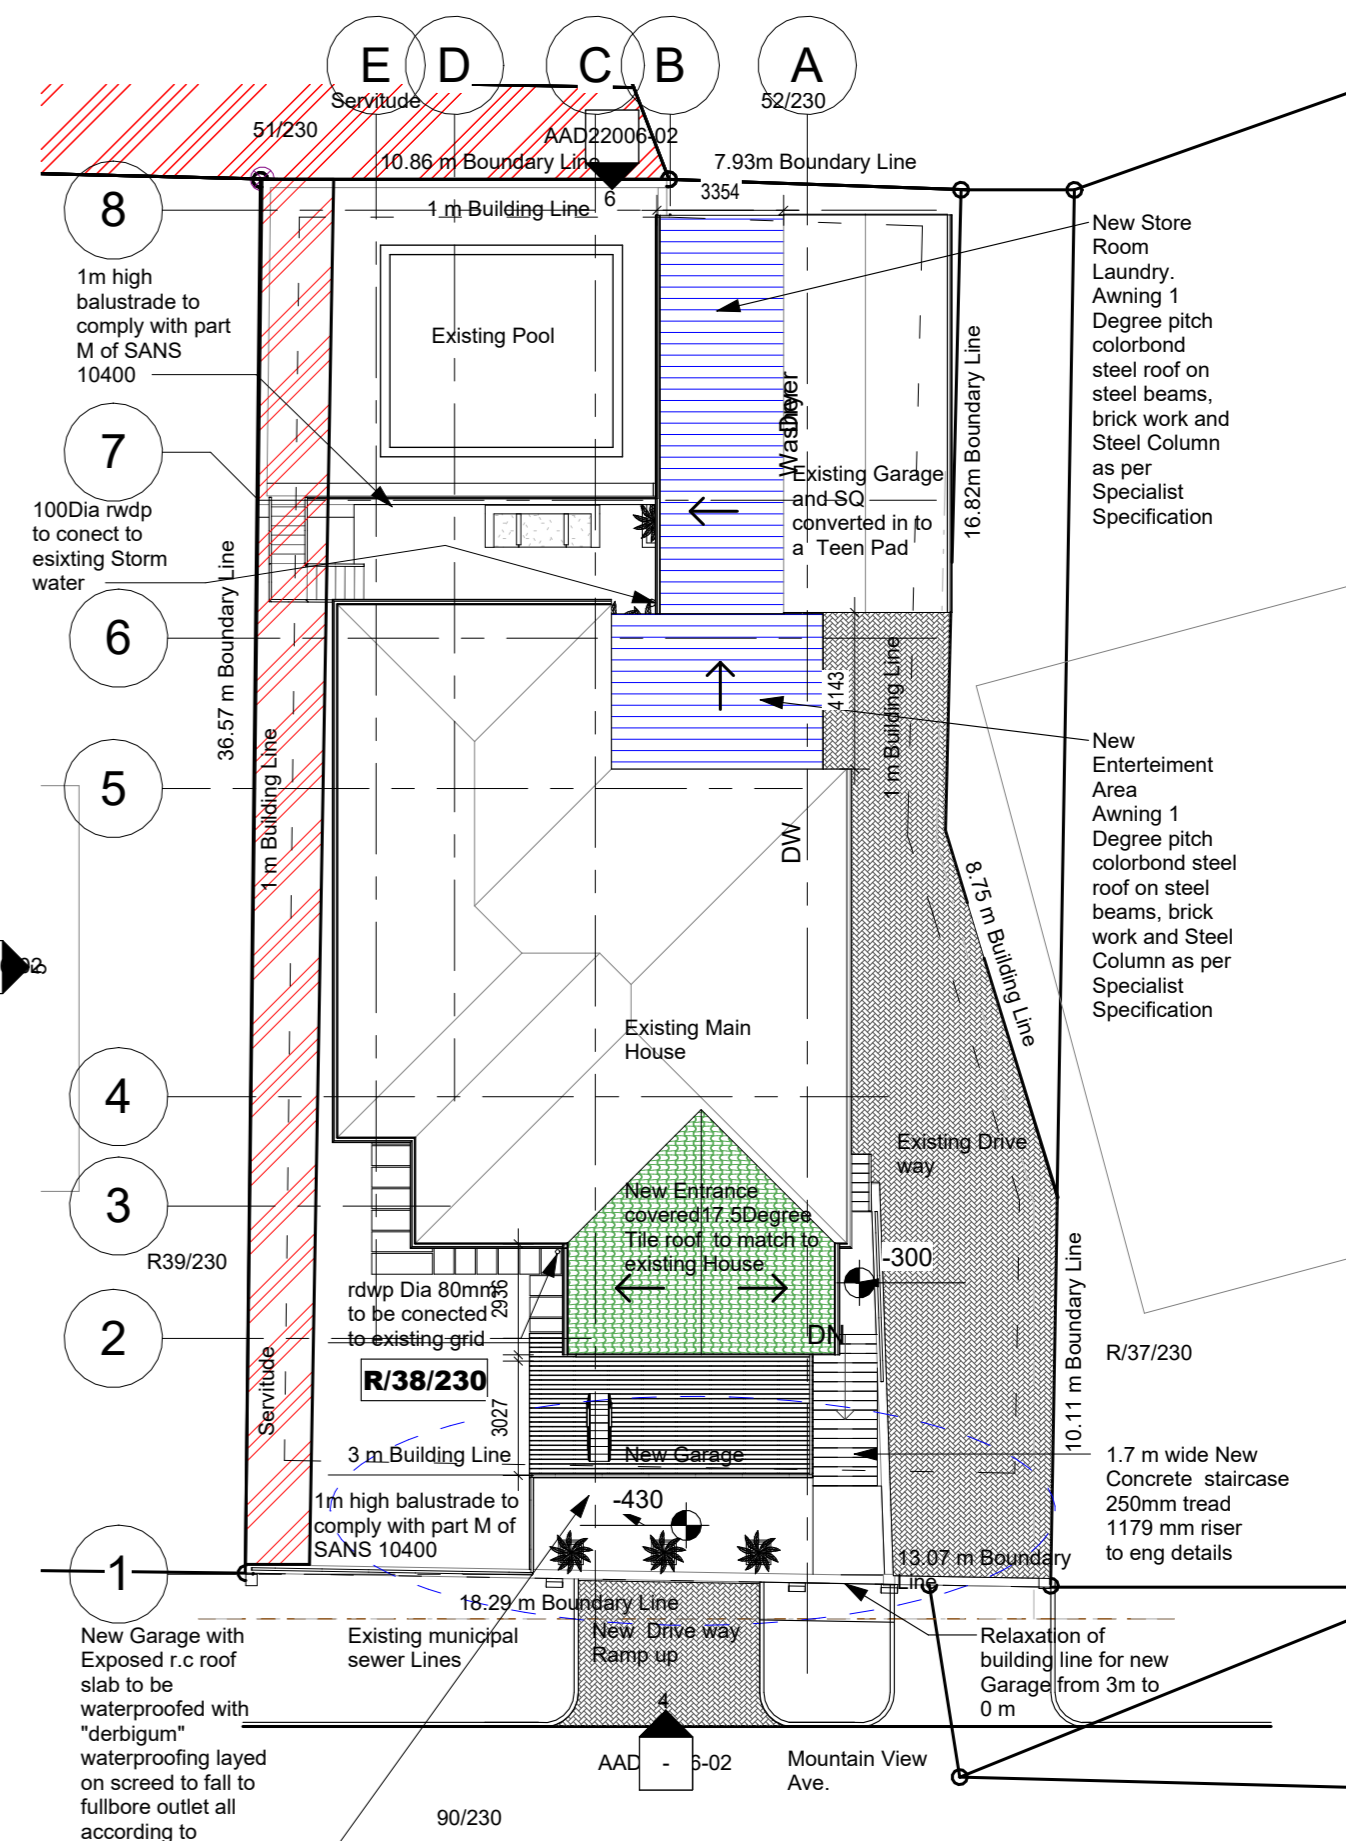 E
D
C
B
A
Servitude
52/230
51/230
AAD22006-02
10.86 m Boundary Line
7.93m Boundary Line
6
3354
8
1 m Building Line
New Store
Room
Laundry.
Awning 1
Degree pitch
colorbond
steel roof on
steel beams,
brick work and
Steel Column
as per
Specialist
Specification
1m high
balustrade to
comply with part
M of SANS
10400
Existing Pool
16.82m Boundary Line
7
Washer
Dryer
Existing Garage
and SQ
converted in to
a Teen Pad
100Dia rwdp
to conect to
esixting Storm
water
36.57 m Boundary Line
6
4143
1 m Building Line
New
Enterteiment
Area
Awning 1
Degree pitch
colorbond steel
roof on steel
beams, brick
work and Steel
Column as per
Specialist
Specification
5
1 m Building Line
DW
8.75 m Building Line
Existing Main
House
4
Existing Drive
way
3
New Entrance
covered17.5Degree
Tile roof to match to
existing House
R39/230
-300
rdwp Dia 80mm
to be conected
to existing grid
2936
10.11 m Boundary Line
2
DN
R/37/230
R/38/230
Servitude
3027
3 m Building Line
New Garage
1.7 m wide New
Concrete staircase
250mm tread
1179 mm riser
to eng details
1m high balustrade to
comply with part M of
SANS 10400
-430
1
13.07 m Boundary
Line
18.29 m Boundary Line
New Garage with
Exposed r.c roof
slab to be
waterproofed with
"derbigum"
waterproofing layed
on screed to fall to
fullbore outlet all
according to
Existing municipal
sewer Lines
New Drive way
Ramp up
Relaxation of
building line for new
Garage from 3m to
0 m
4
AAD
-
6-02
Mountain View
Ave.
90/230